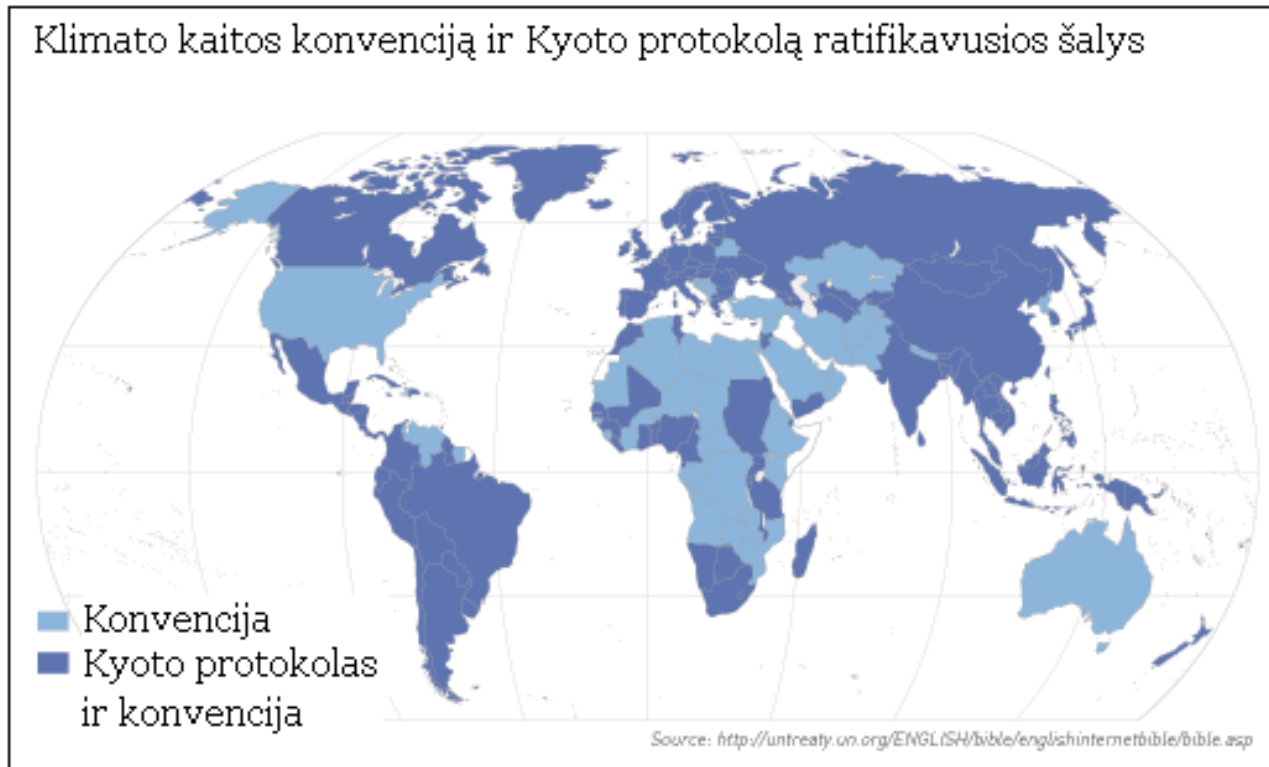 Klimato kaitos konvenciją ir Kyoto protokolą ratifikavusios šalys
Konvencija
Kyoto protokolas
ir konvencija
Source: http://untreaty.un.org/ENGLISH/bible/englishinternetbible/bible.asp